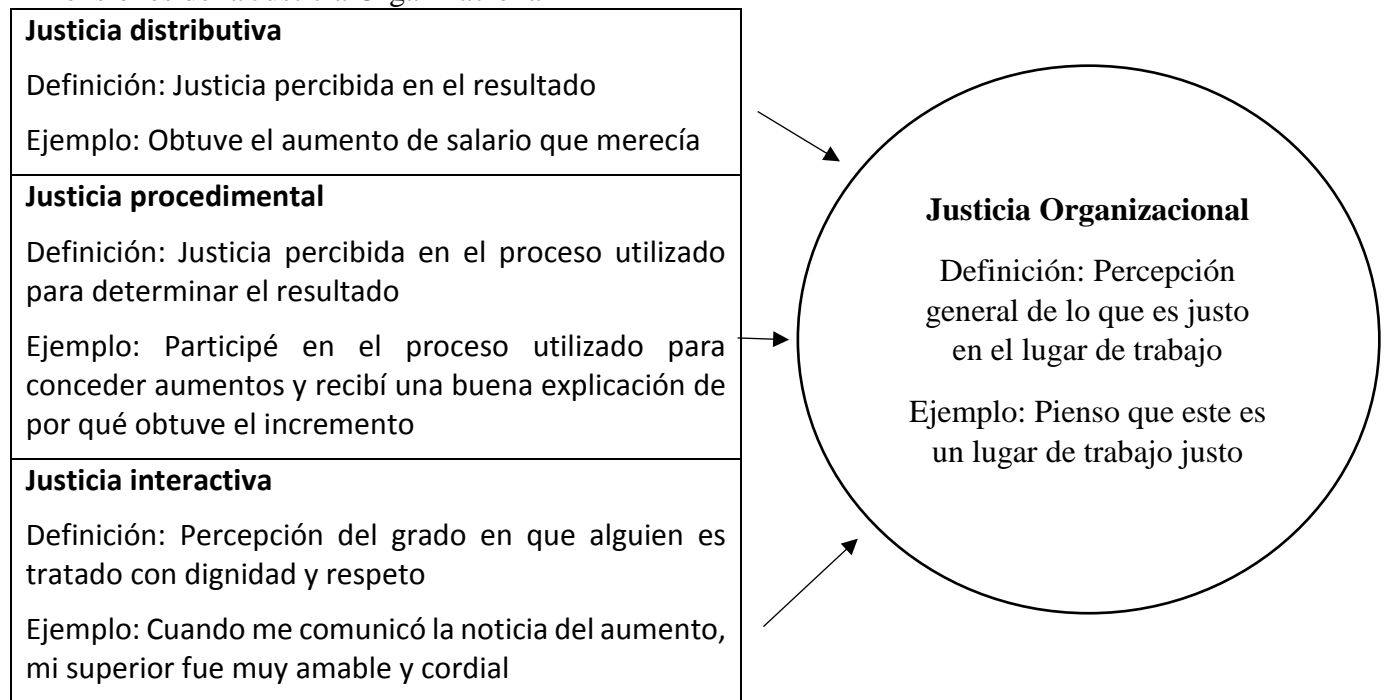 Justicia distributiva
Definición: Justicia percibida en el resultado
Ejemplo: Obtuve el aumento de salario que merecía
Justicia procedimental
Definición: Justicia percibida en el proceso utilizado
para determinar el resultado
Ejemplo: Participé en el proceso utilizado para
conceder aumentos y recibí una buena explicación de
por qué obtuve el incremento
Justicia interactiva
Definición: Percepción del grado en que alguien es
tratado con dignidad y respeto
Ejemplo: Cuando me comunicó la noticia del aumento,
mi superior fue muy amable y cordial
Justicia Organizacional
Definición: Percepción
general de lo que es justo
en el lugar de trabajo
Ejemplo: Pienso que este es
un lugar de trabajo justo